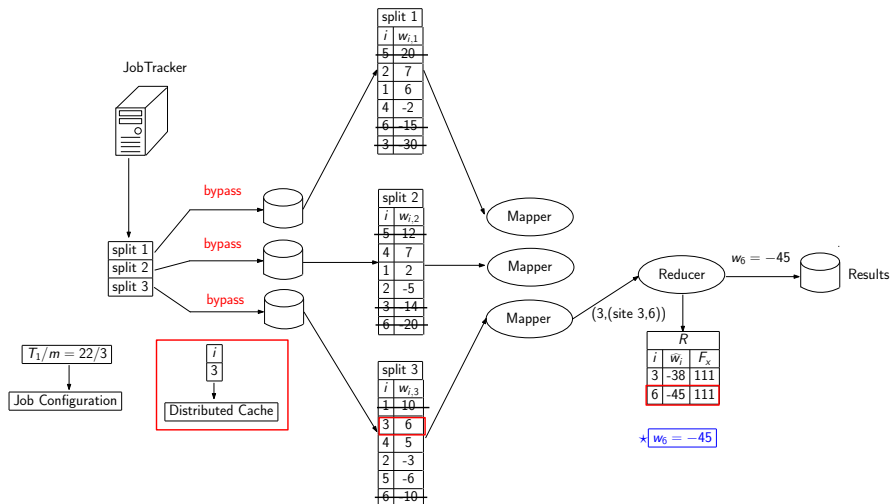 JobTracker
split 1
split 2
split 3
bypass
bypass
bypass
T₁/m = 22/3
Job Configuration
i
3
Distributed Cache
split 1
i w_{i,1}
5 20
2 7
1 6
4 -2
6 -15
3 -30
split 2
i w_{i,2}
5 12
4 7
1 2
2 -5
3 -14
6 -20
split 3
i w_{i,3}
1 10
3 6
4 5
2 -3
5 -6
6 -10
Mapper
Mapper
Mapper
(3,(site 3,6))
Reducer
w₆ = −45
Results
R
i w̄_i F_x
3 -38 111
6 -45 111
⋆ w₆ = −45